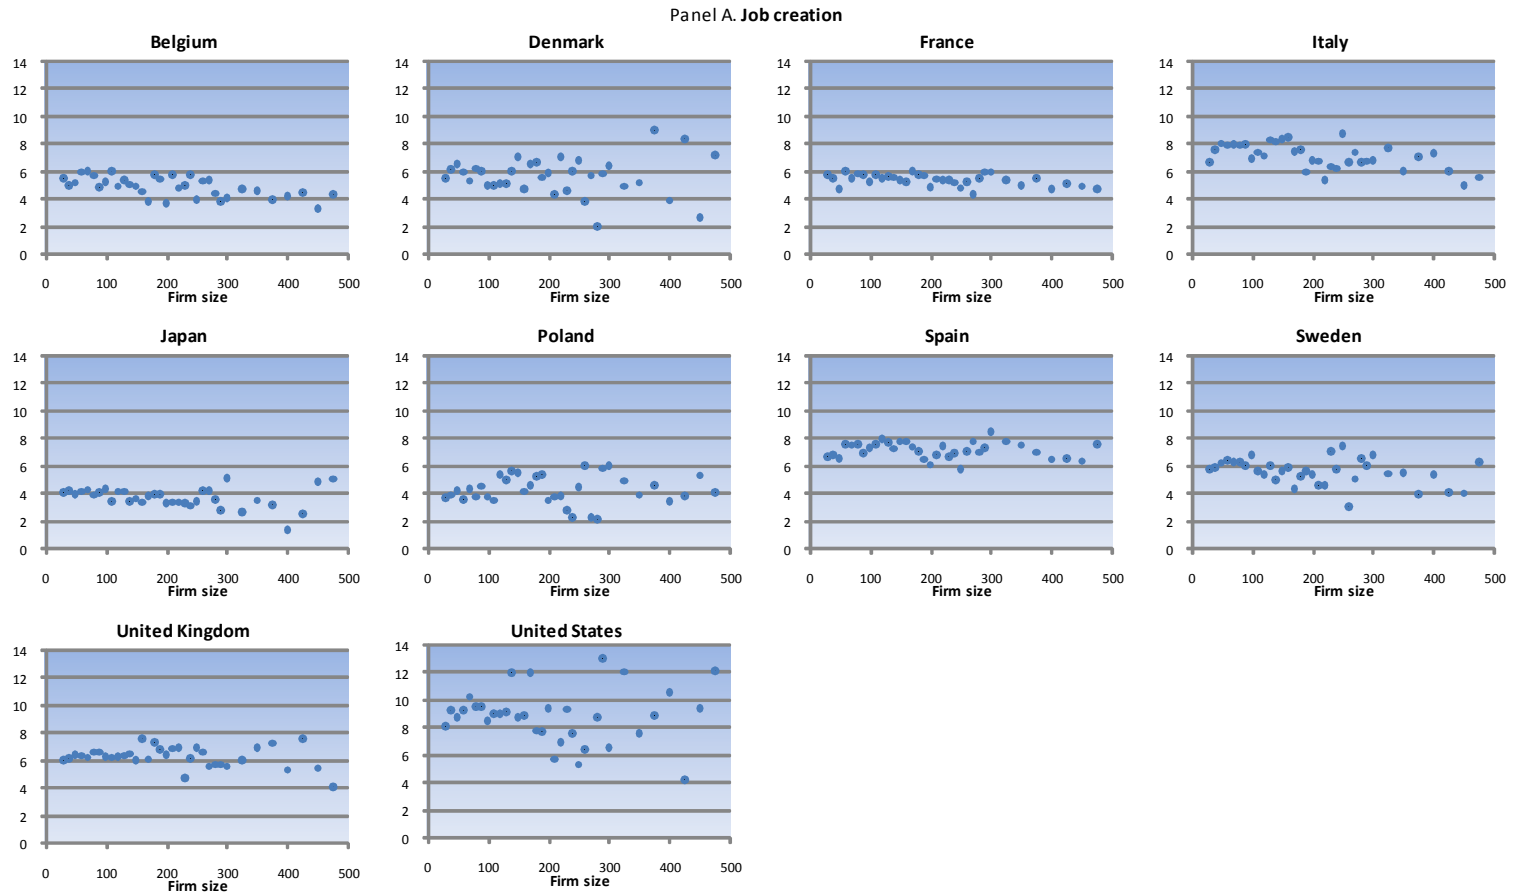 Panel A. Job creation
Belgium
14
12
10
8
6
4
2
0
0 100 200 300 400 500
Firm size
Denmark
14
12
10
8
6
4
2
0
0 100 200 300 400 500
Firm size
France
14
12
10
8
6
4
2
0
0 100 200 300 400 500
Firm size
Italy
14
12
10
8
6
4
2
0
0 100 200 300 400 500
Firm size
Japan
14
12
10
8
6
4
2
0
0 100 200 300 400 500
Firm size
Poland
14
12
10
8
6
4
2
0
0 100 200 300 400 500
Firm size
Spain
14
12
10
8
6
4
2
0
0 100 200 300 400 500
Firm size
Sweden
14
12
10
8
6
4
2
0
0 100 200 300 400 500
Firm size
United Kingdom
14
12
10
8
6
4
2
0
0 100 200 300 400 500
Firm size
United States
14
12
10
8
6
4
2
0
0 100 200 300 400 500
Firm size